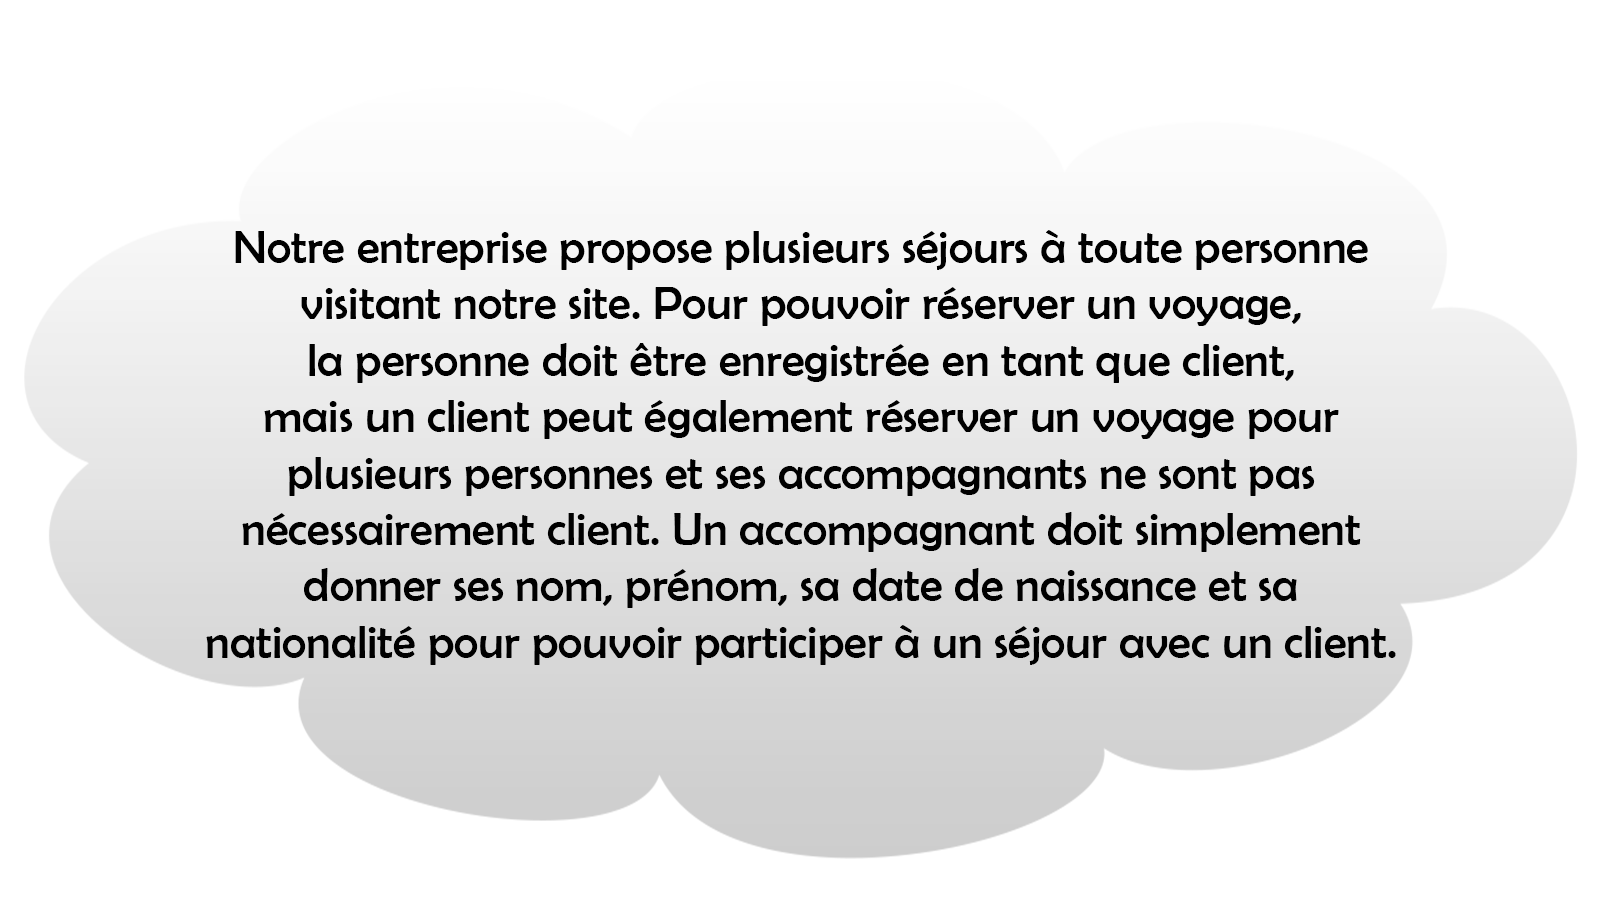 Notre entreprise propose plusieurs séjours à toute personne
visitant notre site. Pour pouvoir réserver un voyage,
la personne doit être enregistrée en tant que client,
mais un client peut également réserver un voyage pour
plusieurs personnes et ses accompagnants ne sont pas
nécessairement client. Un accompagnant doit simplement
donner ses nom, prénom, sa date de naissance et sa
nationalité pour pouvoir participer à un séjour avec un client.